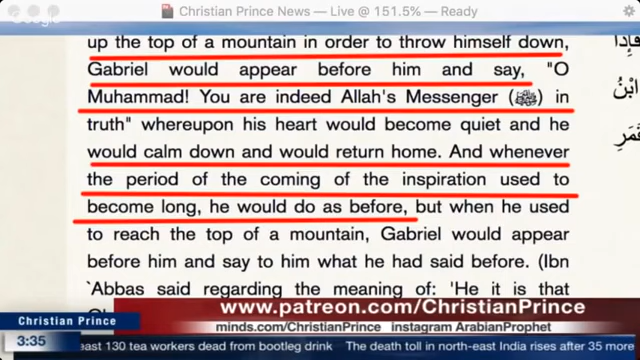 Christian Prince News — Live @ 151.5% — Ready
up the top of a mountain in order to throw himself down,
Gabriel would appear before him and say, "O
Muhammad! You are indeed Allah's Messenger (ﷺ) in
truth" whereupon his heart would become quiet and he
would calm down and would return home. And whenever
the period of the coming of the inspiration used to
become long, he would do as before, but when he used
to reach the top of a mountain, Gabriel would appear
before him and say to him what he had said before. (Ibn
`Abbas said regarding the meaning of: 'He it is that
فَإِذَا
ابْنُ
قَمَرِ
www.patreon.com/ChristianPrince
Christian Prince
minds.com/ChristianPrince instagram ArabianProphet
3:35
east 130 tea workers dead from bootleg drink The death toll in north-east India rises after 35 more